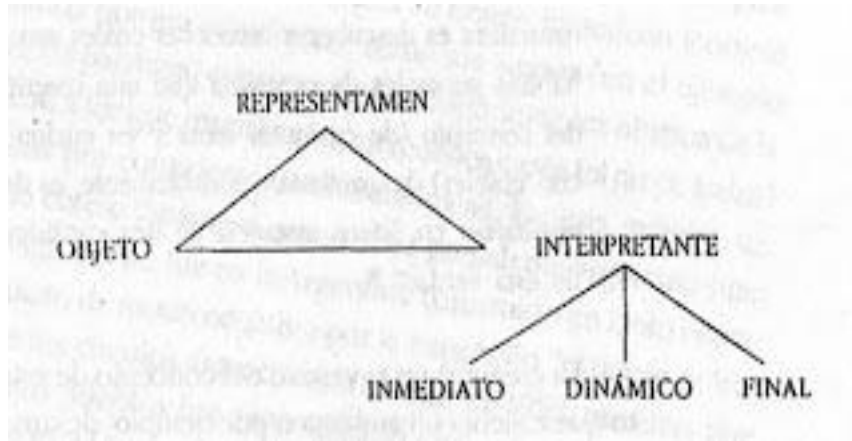 REPRESENTAMEN
OBJETO INTERPRETANTE
INMEDIATO DINÁMICO FINAL